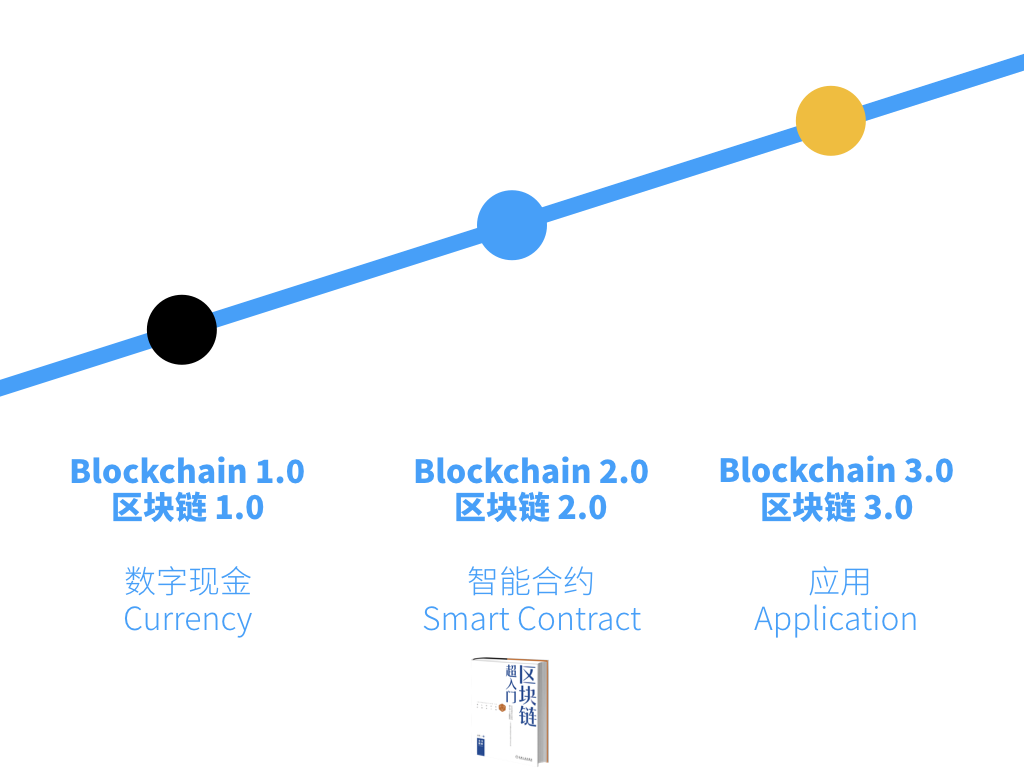 Blockchain 1.0
区块链 1.0
数字现金
Currency
Blockchain 2.0
区块链 2.0
智能合约
Smart Contract
Blockchain 3.0
区块链 3.0
应用
Application
区块链
超入门